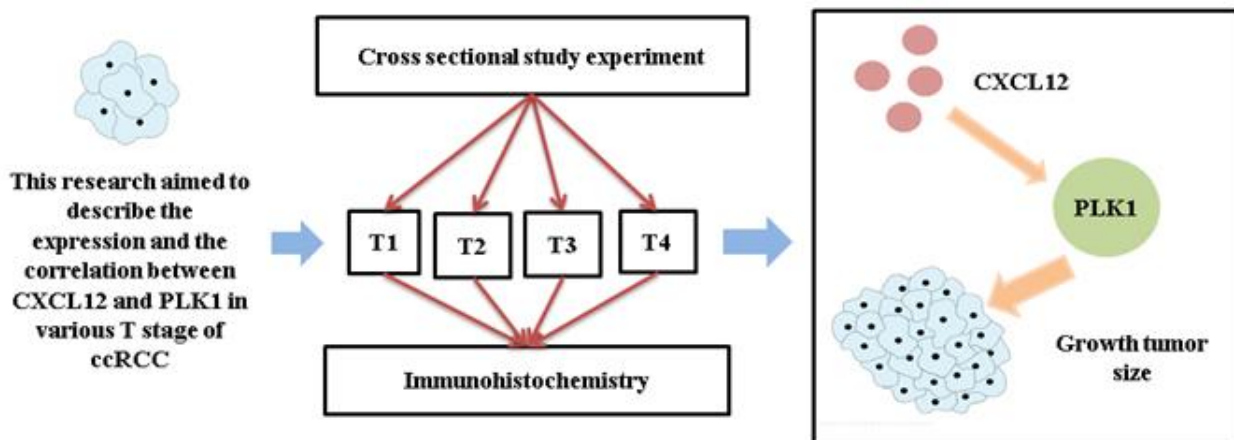 This research aimed to
describe the
expression and the
correlation between
CXCL12 and PLK1 in
various T stage of
ccRCC
Cross sectional study experiment
T1
T2
T3
T4
Immunohistochemistry
CXCL12
PLK1
Growth tumor
size